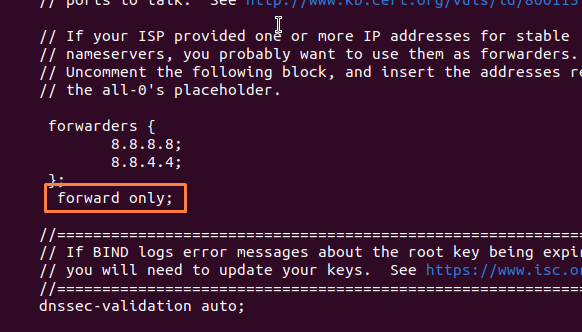 // ports to talk. See http://www.kb.cert.org/vuls/id/800113
// If your ISP provided one or more IP addresses for stable
// nameservers, you probably want to use them as forwarders.
// Uncomment the following block, and insert the addresses re
// the all-0's placeholder.
forwarders {
8.8.8.8;
8.8.4.4;
};
forward only;
//================================================================
// If BIND logs error messages about the root key being expi
// you will need to update your keys. See https://www.isc.o
//================================================================
dnssec-validation auto;